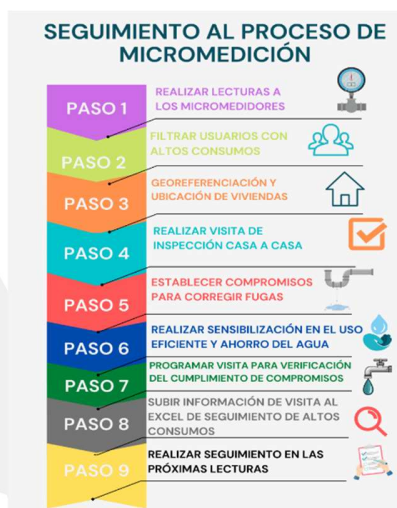 SEGUIMIENTO AL PROCESO DE
MICROMEDICIÓN
PASO 1
REALIZAR LECTURAS A
LOS MICROMEDIDORES
PASO 2
FILTRAR USUARIOS CON
ALTOS CONSUMOS
PASO 3
GEOREFERENCIACIÓN Y
UBICACIÓN DE VIVIENDAS
PASO 4
REALIZAR VISITA DE
INSPECCIÓN CASA A CASA
PASO 5
ESTABLECER COMPROMISOS
PARA CORREGIR FUGAS
PASO 6
REALIZAR SENSIBILIZACIÓN EN EL USO
EFICIENTE Y AHORRO DEL AGUA
PASO 7
PROGRAMAR VISITA PARA VERIFICACIÓN
DEL CUMPLIMIENTO DE COMPROMISOS
PASO 8
SUBIR INFORMACIÓN DE VISITA AL
EXCEL DE SEGUIMIENTO DE ALTOS
CONSUMOS
PASO 9
REALIZAR SEGUIMIENTO EN LAS
PRÓXIMAS LECTURAS